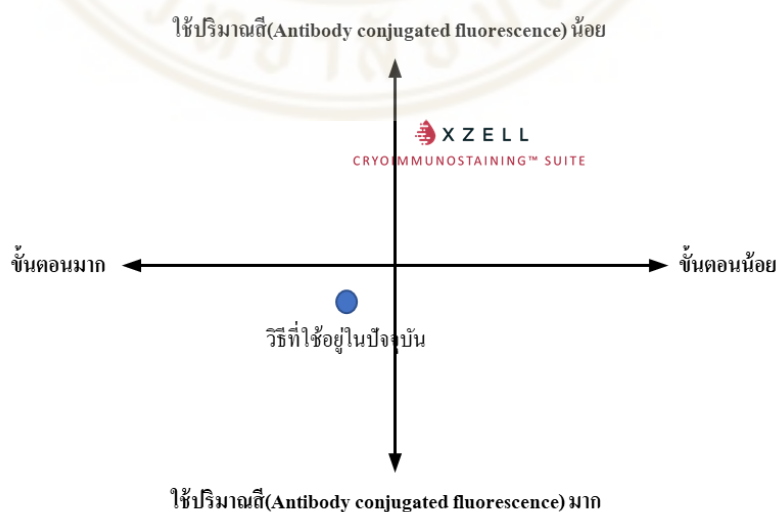 ใช้ปริมาณสี(Antibody conjugated fluorescence) น้อย
XZELL
CRYOIMMUNOSTAINING™ SUITE
ขั้นตอนมาก
ขั้นตอนน้อย
วิธีที่ใช้อยู่ในปัจจุบัน
ใช้ปริมาณสี(Antibody conjugated fluorescence) มาก